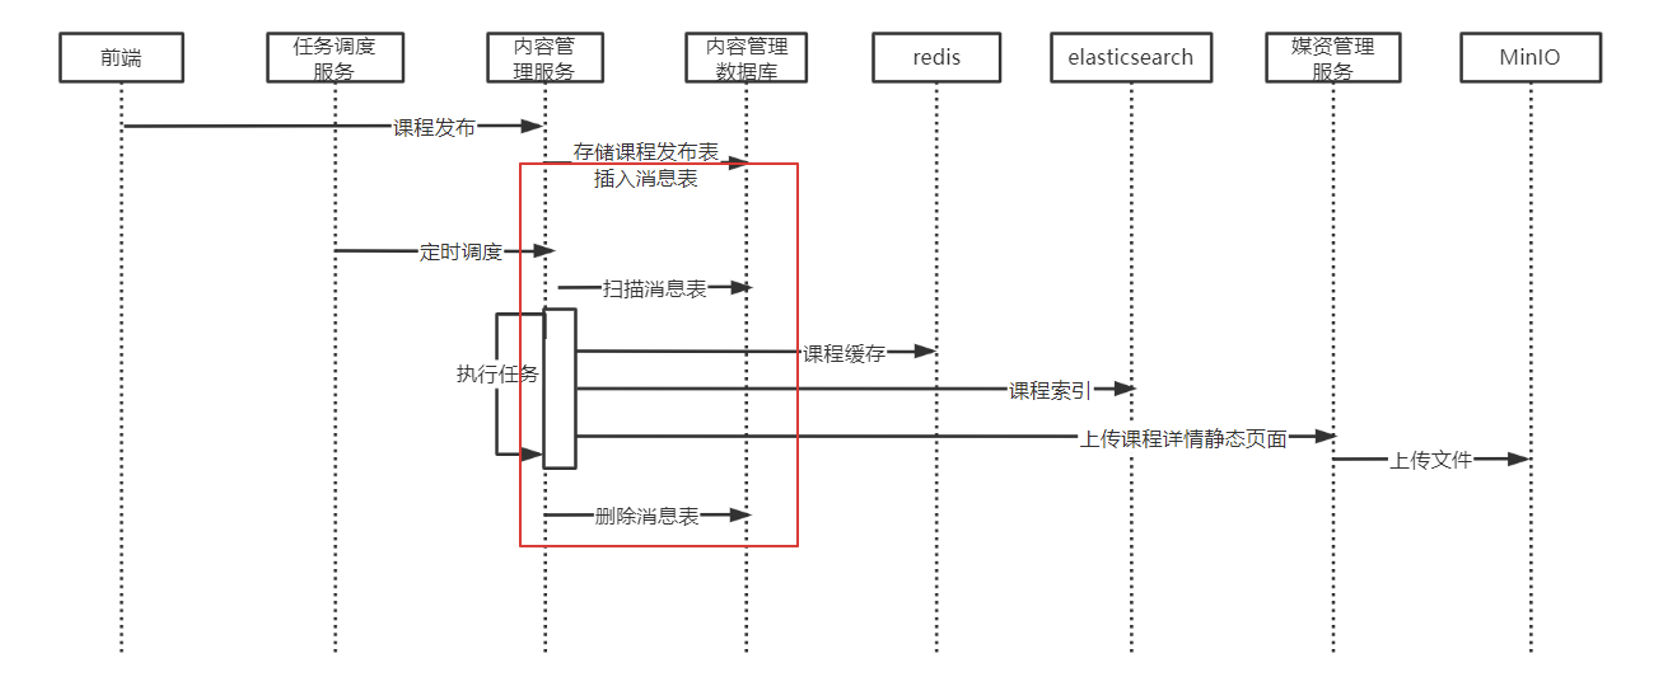 前端
任务调度
服务
内容管
理服务
内容管理
数据库
redis
elasticsearch
媒资管理
服务
MinIO
课程发布
存储课程发布表
插入消息表
定时调度
扫描消息表
课程缓存
执行任务
课程索引
上传课程详情静态页面
上传文件
删除消息表